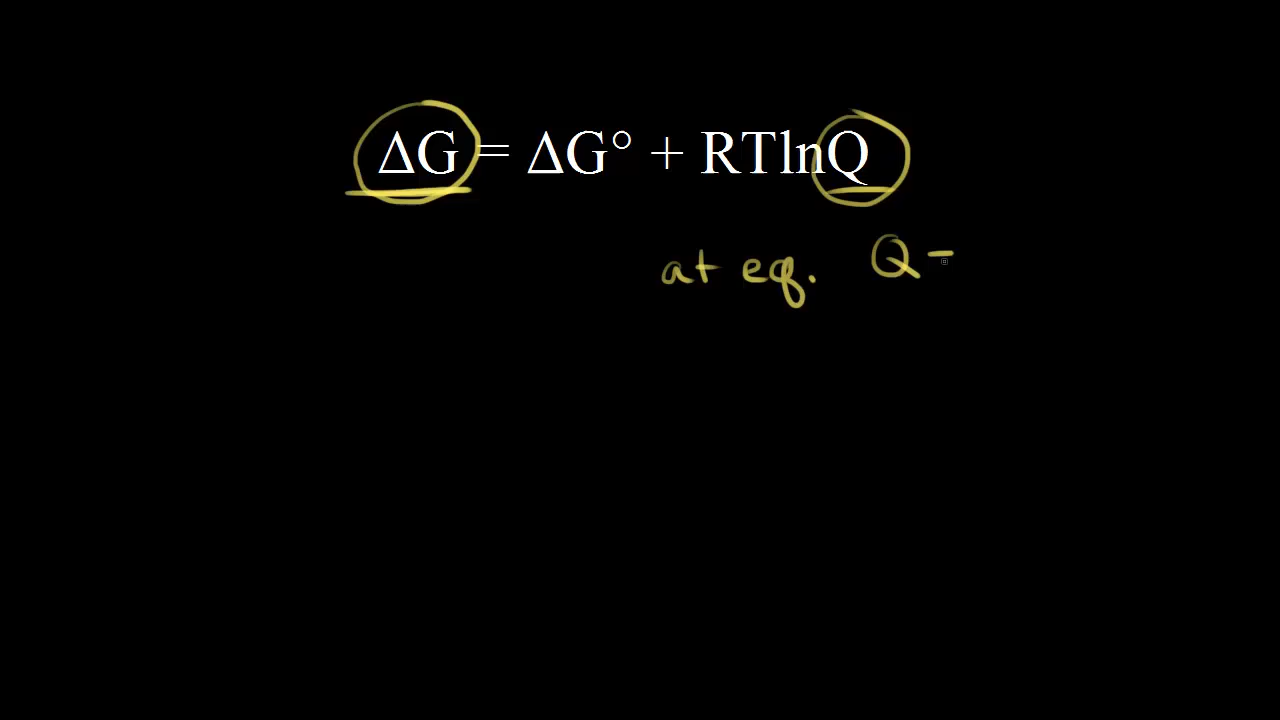 ΔG = ΔG° + RTlnQ
at eq. Q -